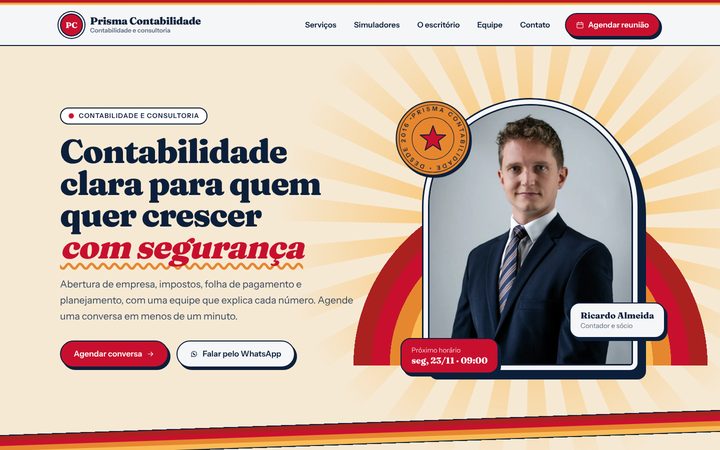 PC
Prisma Contabilidade
Contabilidade e consultoria
Serviços
Simuladores
O escritório
Equipe
Contato
Agendar reunião
CONTABILIDADE E CONSULTORIA
Contabilidade
clara para quem
quer crescer
com segurança
Abertura de empresa, impostos, folha de pagamento e
planejamento, com uma equipe que explica cada número. Agende
uma conversa em menos de um minuto.
Agendar conversa →
Falar pelo WhatsApp
PRISMA CONTABILIDADE • DESDE 2016 •
Ricardo Almeida
Contador e sócio
Próximo horário
seg, 23/11 · 09:00